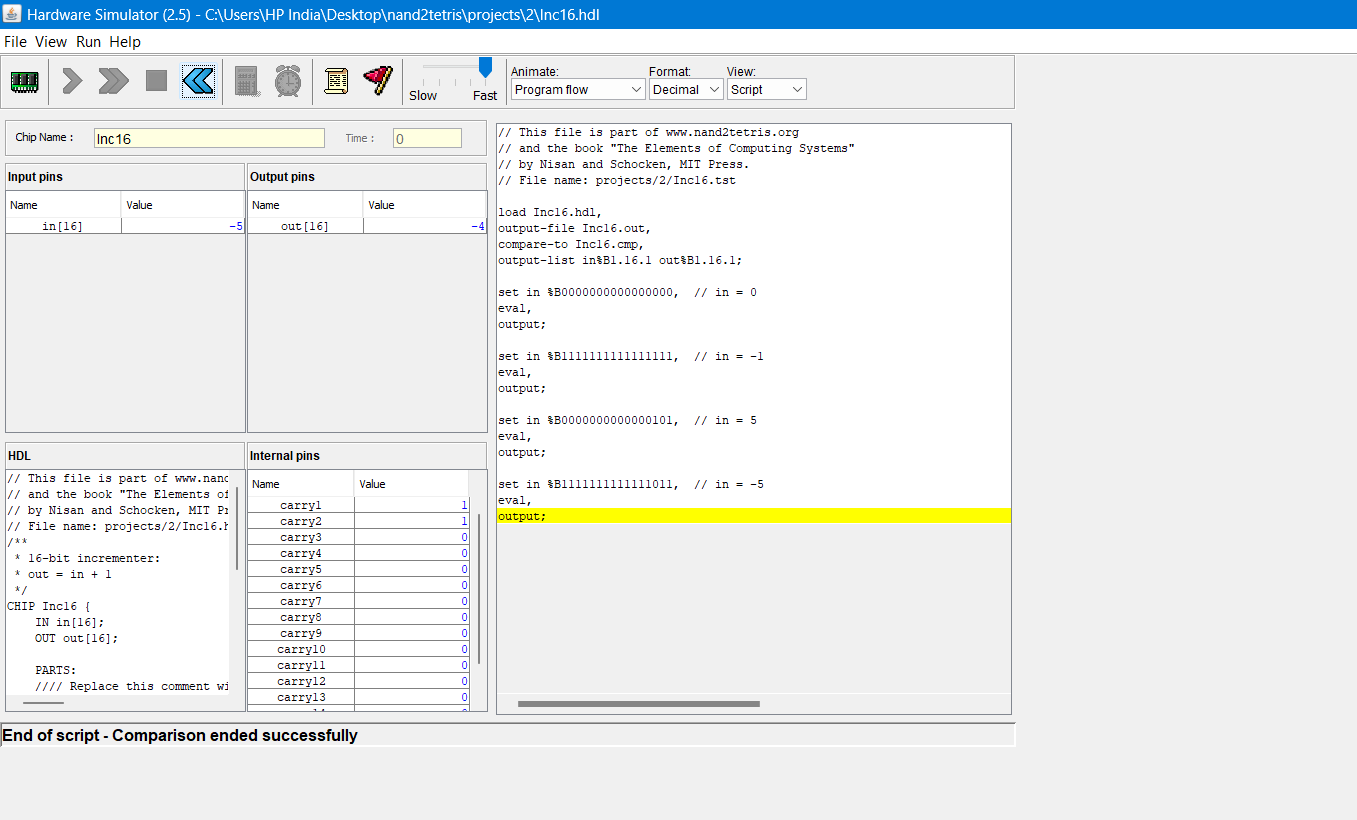 Hardware Simulator (2.5) - C:\Users\HP India\Desktop\nand2tetris\projects\2\Inc16.hdl
File View Run Help
Slow Fast
Animate:
Program flow
Format:
Decimal
View:
Script
Chip Name :
Inc16
Time :
0
Input pins
Name Value
in[16] -5
Output pins
Name Value
out[16] -4
HDL
// This file is part of www.nand
// and the book "The Elements of
// by Nisan and Schocken, MIT Pr
// File name: projects/2/Inc16.h
/**
* 16-bit incrementer:
* out = in + 1
*/
CHIP Inc16 {
IN in[16];
OUT out[16];
PARTS:
//// Replace this comment wi
Internal pins
Name Value
carry1 1
carry2 1
carry3 0
carry4 0
carry5 0
carry6 0
carry7 0
carry8 0
carry9 0
carry10 0
carry11 0
carry12 0
carry13 0
// This file is part of www.nand2tetris.org
// and the book "The Elements of Computing Systems"
// by Nisan and Schocken, MIT Press.
// File name: projects/2/Inc16.tst
load Inc16.hdl,
output-file Inc16.out,
compare-to Inc16.cmp,
output-list in%B1.16.1 out%B1.16.1;
set in %B0000000000000000,  // in = 0
eval,
output;
set in %B1111111111111111,  // in = -1
eval,
output;
set in %B0000000000000101,  // in = 5
eval,
output;
set in %B1111111111111011,  // in = -5
eval,
output;
End of script - Comparison ended successfully